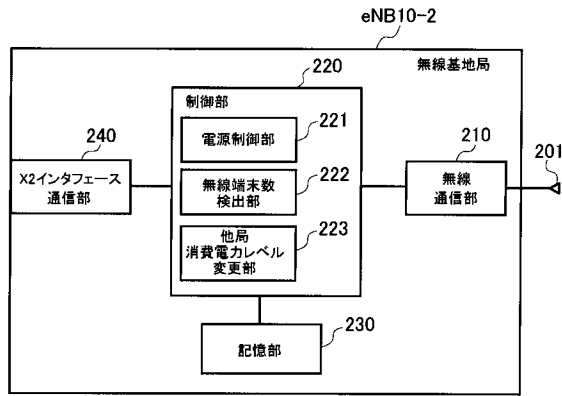 eNB10-2
無線基地局
220
制御部
221
電源制御部
222
無線端末数
検出部
223
他局
消費電力レベル
変更部
240
X2インタフェース
通信部
210
無線
通信部
201
230
記憶部